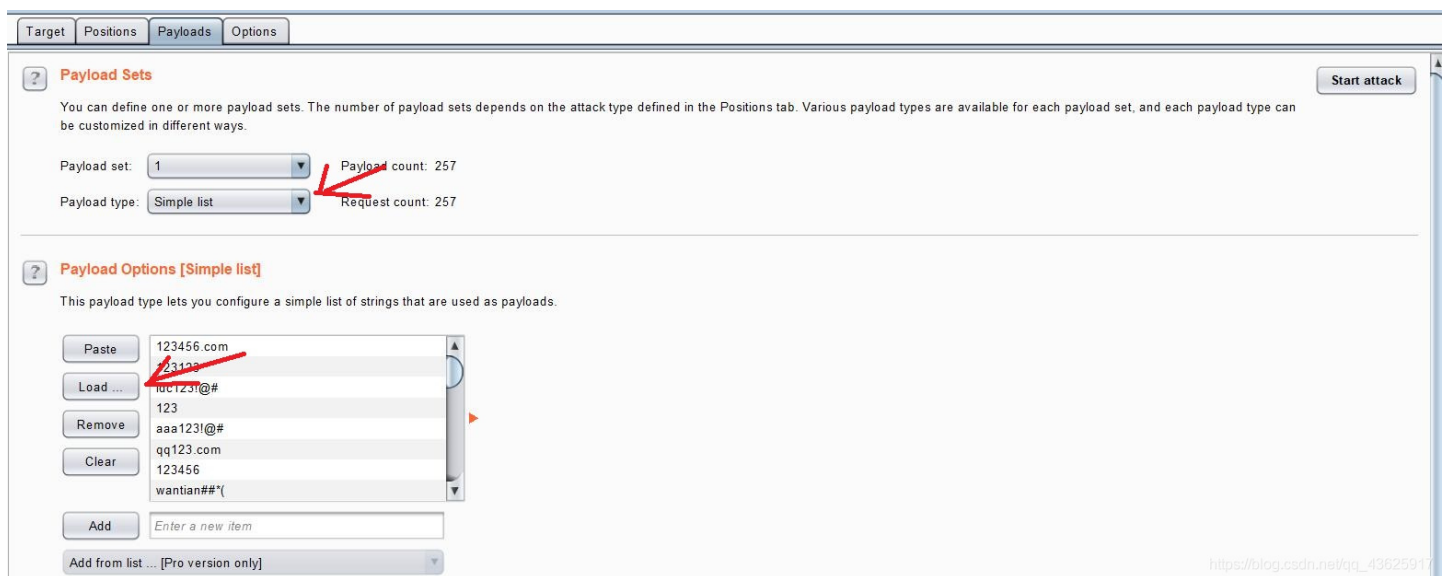 Target Positions Payloads Options
? Payload Sets
Start attack
You can define one or more payload sets. The number of payload sets depends on the attack type defined in the Positions tab. Various payload types are available for each payload set, and each payload type can
be customized in different ways.
Payload set: 1 Payload count: 257
Payload type: Simple list Request count: 257
? Payload Options [Simple list]
This payload type lets you configure a simple list of strings that are used as payloads.
Paste
Load ...
Remove
Clear
123456.com
123123
idc123!@#
123
aaa123!@#
qq123.com
123456
wantian##*(
Add Enter a new item
Add from list ... [Pro version only]
https://blog.csdn.net/qq_43625917